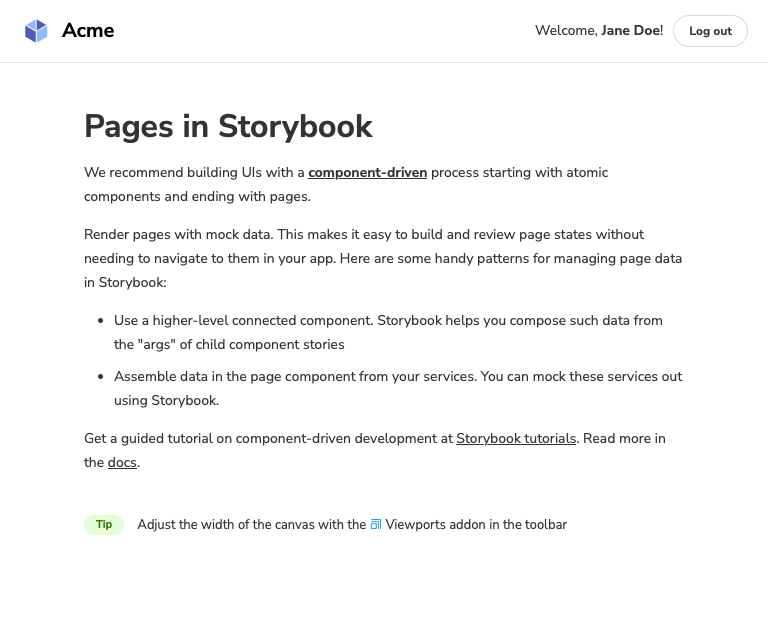 Acme
Welcome, Jane Doe!
Log out
Pages in Storybook
We recommend building UIs with a component-driven process starting with atomic
components and ending with pages.
Render pages with mock data. This makes it easy to build and review page states without
needing to navigate to them in your app. Here are some handy patterns for managing page data
in Storybook:
• Use a higher-level connected component. Storybook helps you compose such data from
the "args" of child component stories
• Assemble data in the page component from your services. You can mock these services out
using Storybook.
Get a guided tutorial on component-driven development at Storybook tutorials. Read more in
the docs.
Tip Adjust the width of the canvas with the Viewports addon in the toolbar